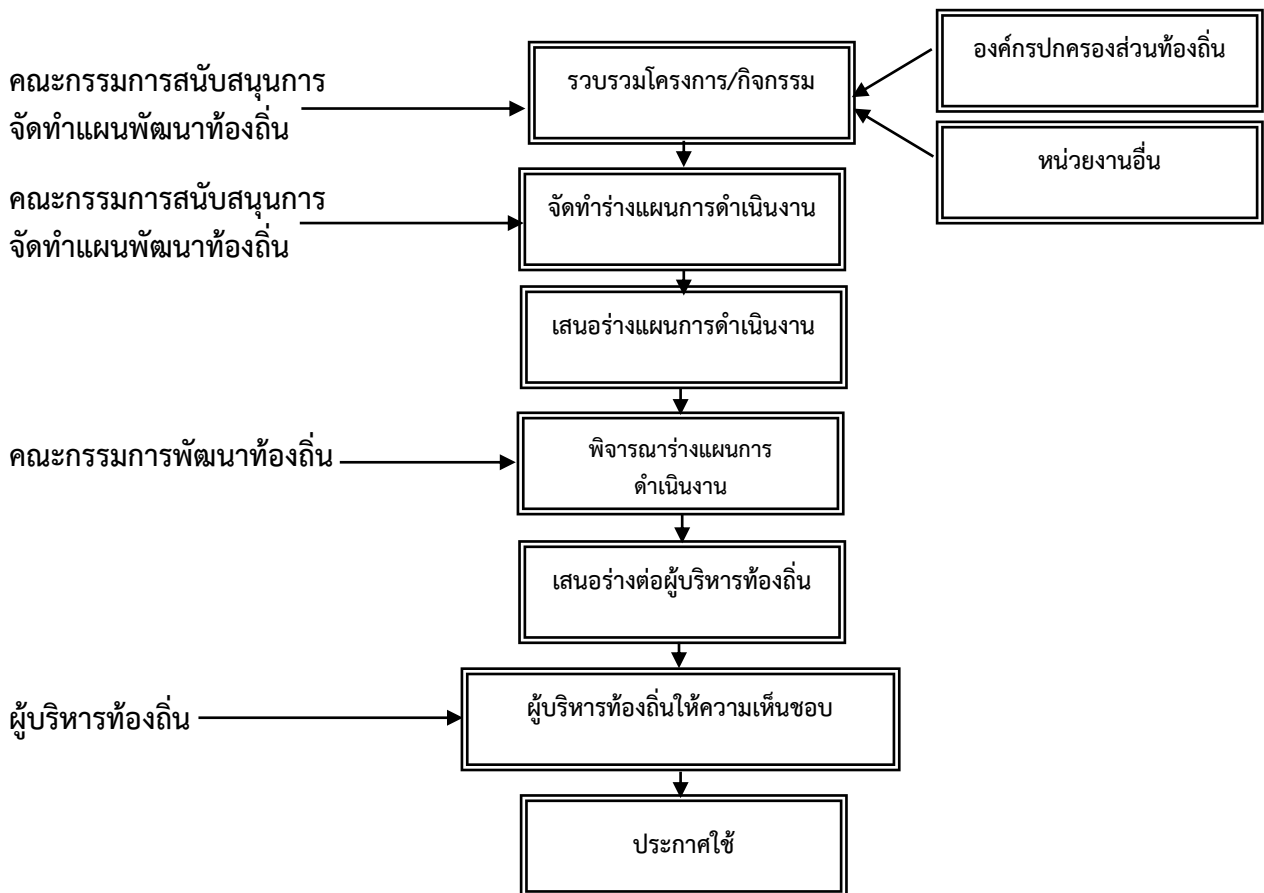 องค์กรปกครองส่วนท้องถิ่น
คณะกรรมการสนับสนุนการ
จัดทำแผนพัฒนาท้องถิ่น
รวบรวมโครงการ/กิจกรรม
หน่วยงานอื่น
คณะกรรมการสนับสนุนการ
จัดทำแผนพัฒนาท้องถิ่น
จัดทำร่างแผนการดำเนินงาน
เสนอร่างแผนการดำเนินงาน
คณะกรรมการพัฒนาท้องถิ่น
พิจารณาร่างแผนการ
ดำเนินงาน
เสนอร่างต่อผู้บริหารท้องถิ่น
ผู้บริหารท้องถิ่น
ผู้บริหารท้องถิ่นให้ความเห็นชอบ
ประกาศใช้